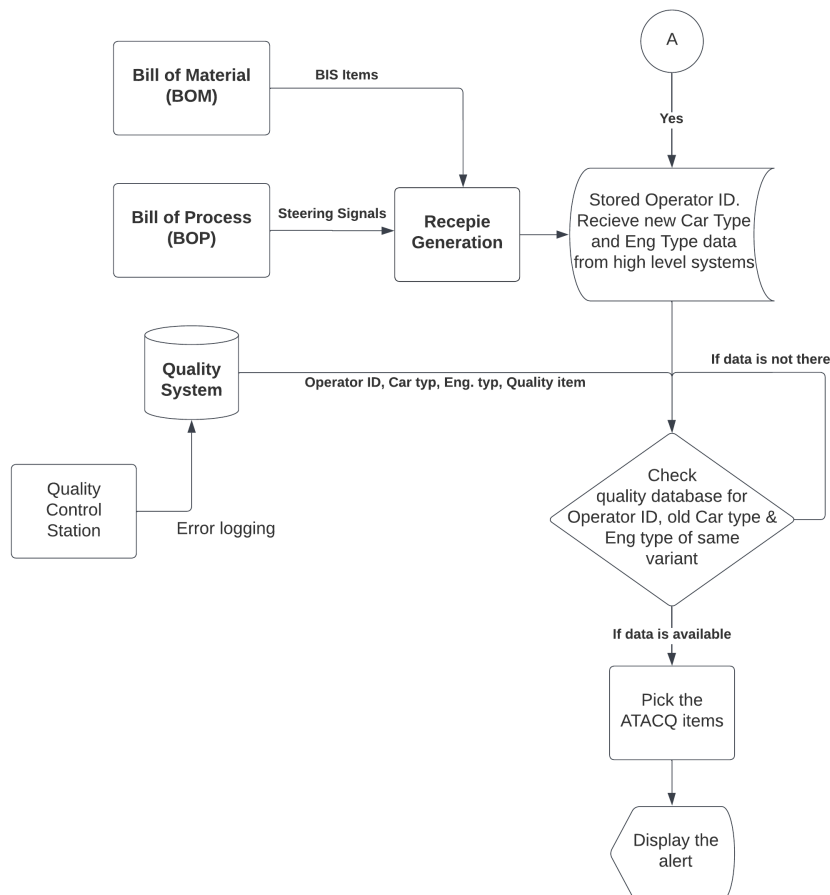 A
Bill of Material
(BOM)
BIS Items
Yes
Bill of Process
(BOP)
Steering Signals
Recepie
Generation
Stored Operator ID.
Recieve new Car Type
and Eng Type data
from high level systems
Quality
System
Operator ID, Car typ, Eng. typ, Quality item
If data is not there
Quality
Control
Station
Error logging
Check
quality database for
Operator ID, old Car type &
Eng type of same
variant
If data is available
Pick the
ATACQ items
Display the
alert